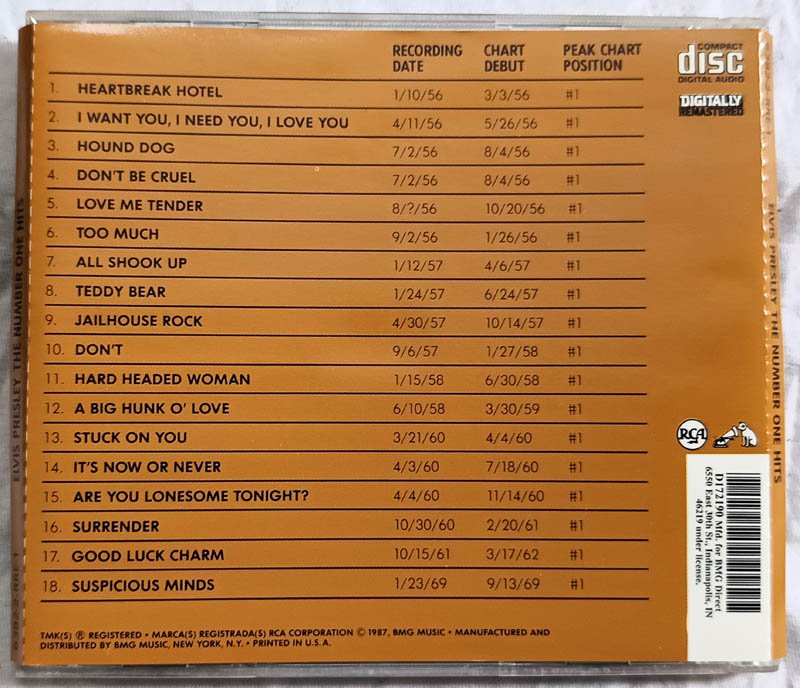 RECORDING DATE CHART DEBUT PEAK CHART POSITION
1. HEARTBREAK HOTEL 1/10/56 3/3/56 #1
2. I WANT YOU, I NEED YOU, I LOVE YOU 4/11/56 5/26/56 #1
3. HOUND DOG 7/2/56 8/4/56 #1
4. DON'T BE CRUEL 7/2/56 8/4/56 #1
5. LOVE ME TENDER 8/?/56 10/20/56 #1
6. TOO MUCH 9/2/56 1/26/56 #1
7. ALL SHOOK UP 1/12/57 4/6/57 #1
8. TEDDY BEAR 1/24/57 6/24/57 #1
9. JAILHOUSE ROCK 4/30/57 10/14/57 #1
10. DON'T 9/6/57 1/27/58 #1
11. HARD HEADED WOMAN 1/15/58 6/30/58 #1
12. A BIG HUNK O' LOVE 6/10/58 3/30/59 #1
13. STUCK ON YOU 3/21/60 4/4/60 #1
14. IT'S NOW OR NEVER 4/3/60 7/18/60 #1
15. ARE YOU LONESOME TONIGHT? 4/4/60 11/14/60 #1
16. SURRENDER 10/30/60 2/20/61 #1
17. GOOD LUCK CHARM 10/15/61 3/17/62 #1
18. SUSPICIOUS MINDS 1/23/69 9/13/69 #1
TMK(S) ® REGISTERED • MARCA(S) REGISTRADA(S) RCA CORPORATION © 1987, BMG MUSIC • MANUFACTURED AND
DISTRIBUTED BY BMG MUSIC, NEW YORK, N.Y. • PRINTED IN U.S.A.
COMPACT
disc
DIGITAL AUDIO
DIGITALLY
REMASTERED
RCA
D172190 Mfd. for BMG Direct
6550 East 30th St., Indianapolis, IN
46219 under license.
ELVIS PRESLEY THE NUMBER ONE HITS
ELVIS PRESLEY THE NUMBER ONE HITS